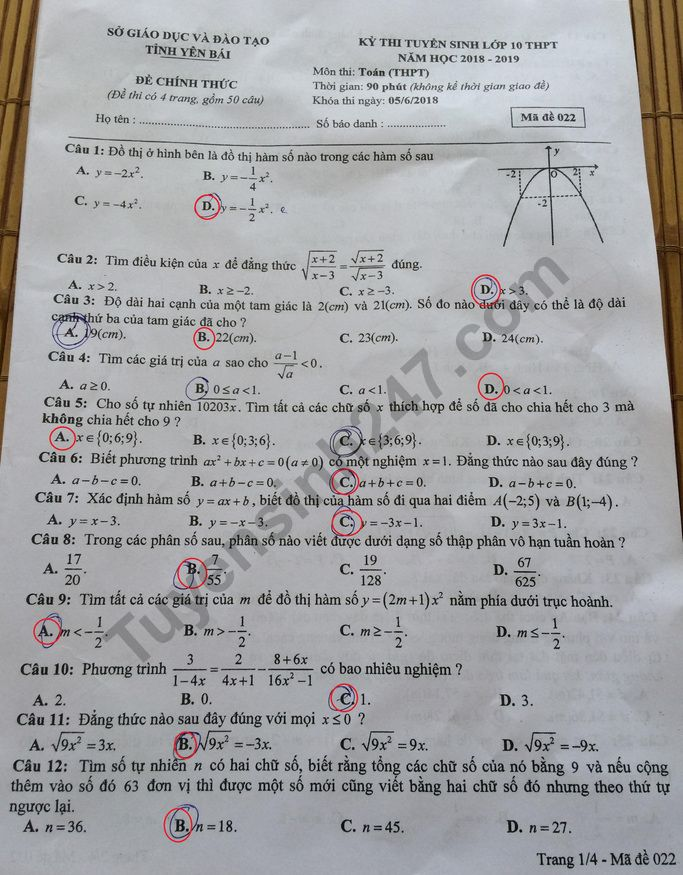 SỞ GIÁO DỤC VÀ ĐÀO TẠO
TỈNH YÊN BÁI
ĐỀ CHÍNH THỨC
(Đề thi có 4 trang, gồm 50 câu)
KỲ THI TUYỂN SINH LỚP 10 THPT
NĂM HỌC 2018 - 2019
Môn thi: Toán (THPT)
Thời gian: 90 phút (không kể thời gian giao đề)
Khóa thi ngày: 05/6/2018
Họ tên : ..............................................
Số báo danh : ...................
Mã đề 022
Câu 1: Đồ thị ở hình bên là đồ thị hàm số nào trong các hàm số sau
A. y=−2x². B. y=−1/4 x².
C. y=−4x². D. y=−1/2 x².
y
-2 O 2 x
-2
Câu 2: Tìm điều kiện của x để đẳng thức √((x+2)/(x−3)) = √(x+2)/√(x−3) đúng.
A. x>2. B. x≥−2. C. x≥−3. D. x>3.
Câu 3: Độ dài hai cạnh của một tam giác là 2(cm) và 21(cm). Số đo nào dưới đây có thể là độ dài
cạnh thứ ba của tam giác đã cho ?
A. 19(cm). B. 22(cm). C. 23(cm). D. 24(cm).
Câu 4: Tìm các giá trị của a sao cho (a−1)/√a < 0.
A. a≥0. B. 0≤a<1. C. a<1. D. 0<a<1.
Câu 5: Cho số tự nhiên 10203x. Tìm tất cả các chữ số x thích hợp để số đã cho chia hết cho 3 mà
không chia hết cho 9 ?
A. x∈{0;6;9}. B. x∈{0;3;6}. C. x∈{3;6;9}. D. x∈{0;3;9}.
Câu 6: Biết phương trình ax²+bx+c=0(a≠0) có một nghiệm x=1. Đẳng thức nào sau đây đúng ?
A. a−b−c=0. B. a+b−c=0. C. a+b+c=0. D. a−b+c=0.
Câu 7: Xác định hàm số y=ax+b, biết đồ thị của hàm số đi qua hai điểm A(−2;5) và B(1;−4).
A. y=x−3. B. y=−x−3. C. y=−3x−1. D. y=3x−1.
Câu 8: Trong các phân số sau, phân số nào viết được dưới dạng số thập phân vô hạn tuần hoàn ?
A. 17/20. B. 7/55. C. 19/128. D. 67/625.
Câu 9: Tìm tất cả các giá trị của m để đồ thị hàm số y=(2m+1)x² nằm phía dưới trục hoành.
A. m<−1/2. B. m>−1/2. C. m≥−1/2. D. m≤−1/2.
Câu 10: Phương trình 3/(1−4x) = 2/(4x+1) − (8+6x)/(16x²−1) có bao nhiêu nghiệm ?
A. 2. B. 0. C. 1. D. 3.
Câu 11: Đẳng thức nào sau đây đúng với mọi x≤0 ?
A. √(9x²)=3x. B. √(9x²)=−3x. C. √(9x²)=9x. D. √(9x²)=−9x.
Câu 12: Tìm số tự nhiên n có hai chữ số, biết rằng tổng các chữ số của nó bằng 9 và nếu cộng
thêm vào số đó 63 đơn vị thì được một số mới cũng viết bằng hai chữ số đó nhưng theo thứ tự
ngược lại.
A. n=36. B. n=18. C. n=45. D. n=27.
Trang 1/4 - Mã đề 022
Tuyensinh247.com